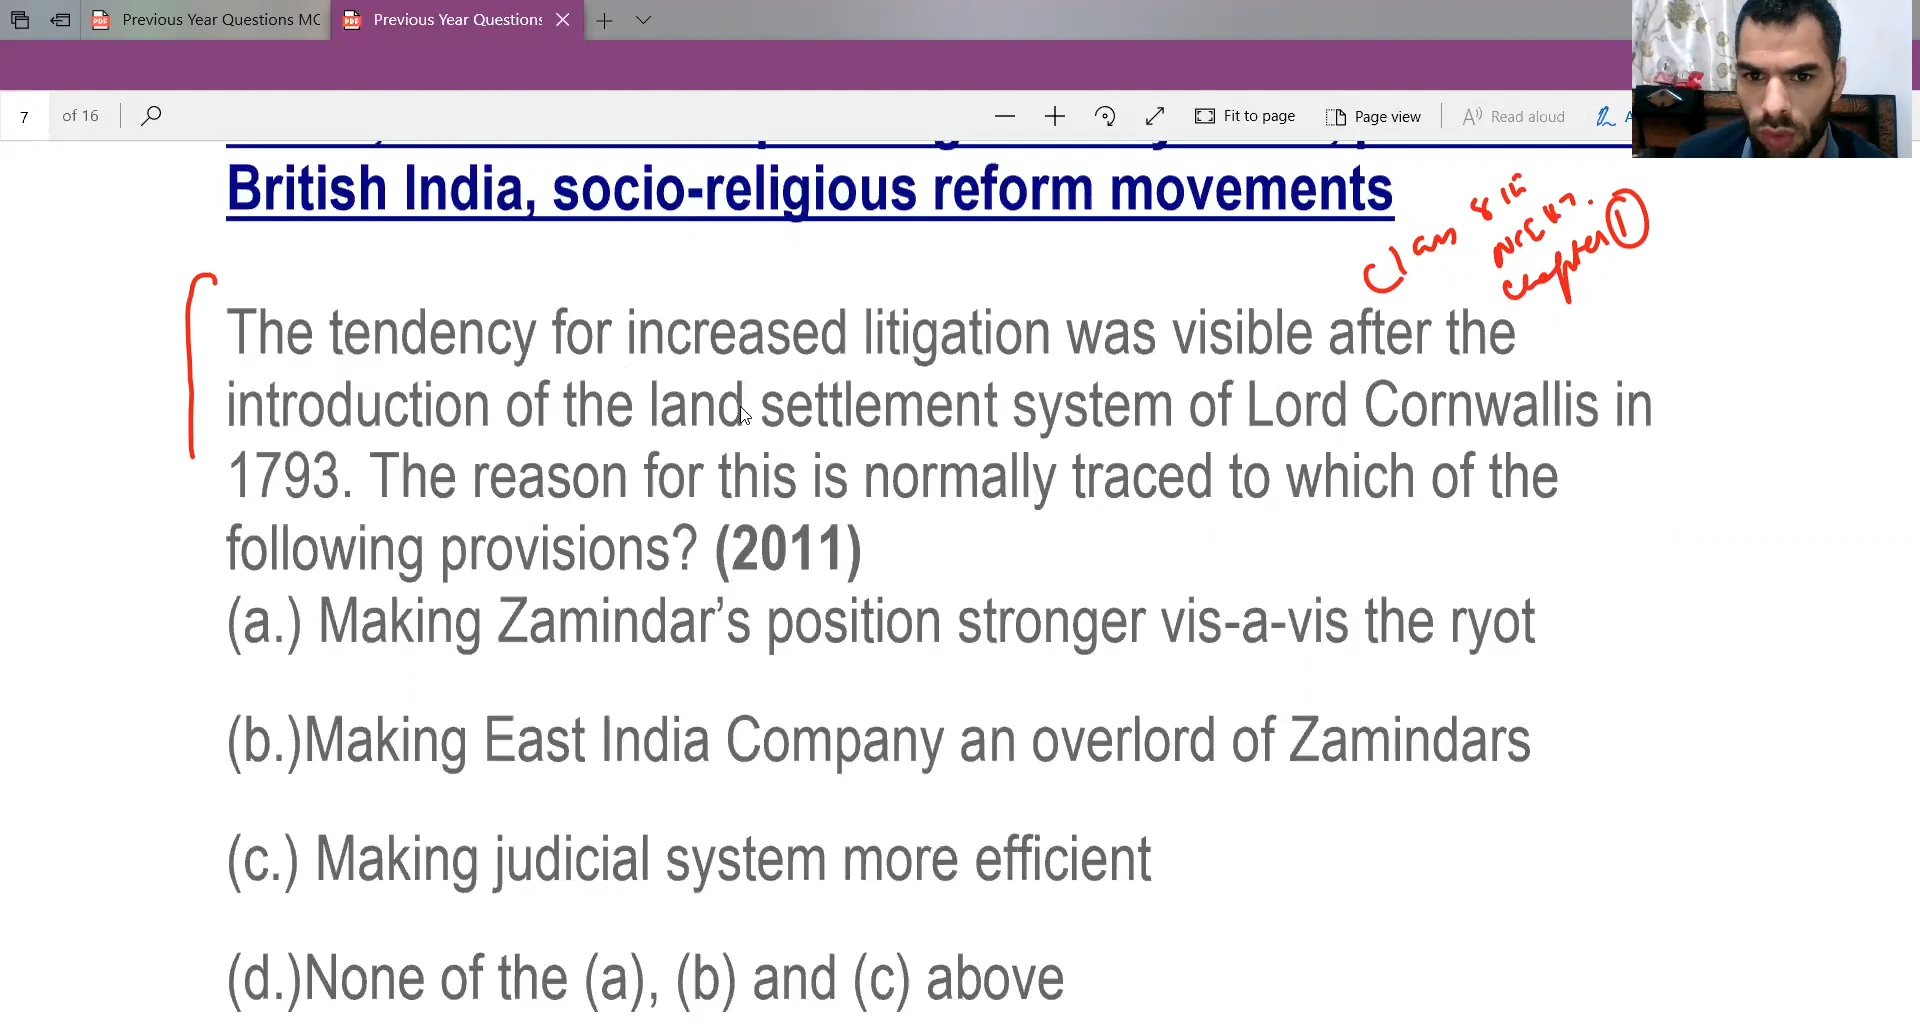 Previous Year Questions MC
Previous Year Questions
7 of 16
Fit to page
Page view
Read aloud
British India, socio-religious reform movements
Class 8th
NCERT.
Chapter 1
The tendency for increased litigation was visible after the
introduction of the land settlement system of Lord Cornwallis in
1793. The reason for this is normally traced to which of the
following provisions? (2011)
(a.) Making Zamindar’s position stronger vis-a-vis the ryot
(b.)Making East India Company an overlord of Zamindars
(c.) Making judicial system more efficient
(d.)None of the (a), (b) and (c) above